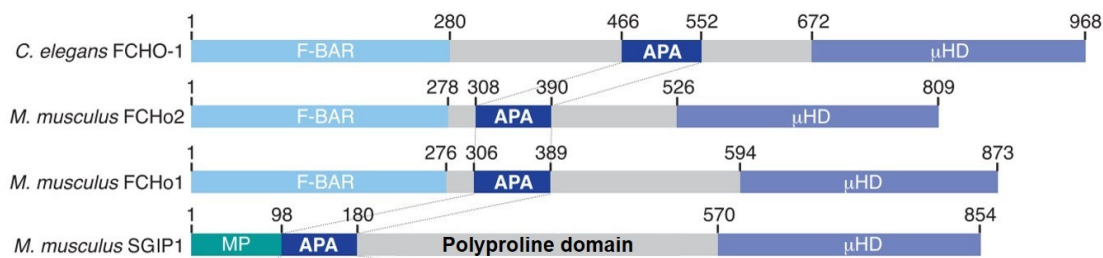 1 280 466 552 672 968
C. elegans FCHO-1 F-BAR APA μHD
1 278 308 390 526 809
M. musculus FCHo2 F-BAR APA μHD
1 276 306 389 594 873
M. musculus FCHo1 F-BAR APA μHD
1 98 180 570 854
M. musculus SGIP1 MP APA Polyproline domain μHD